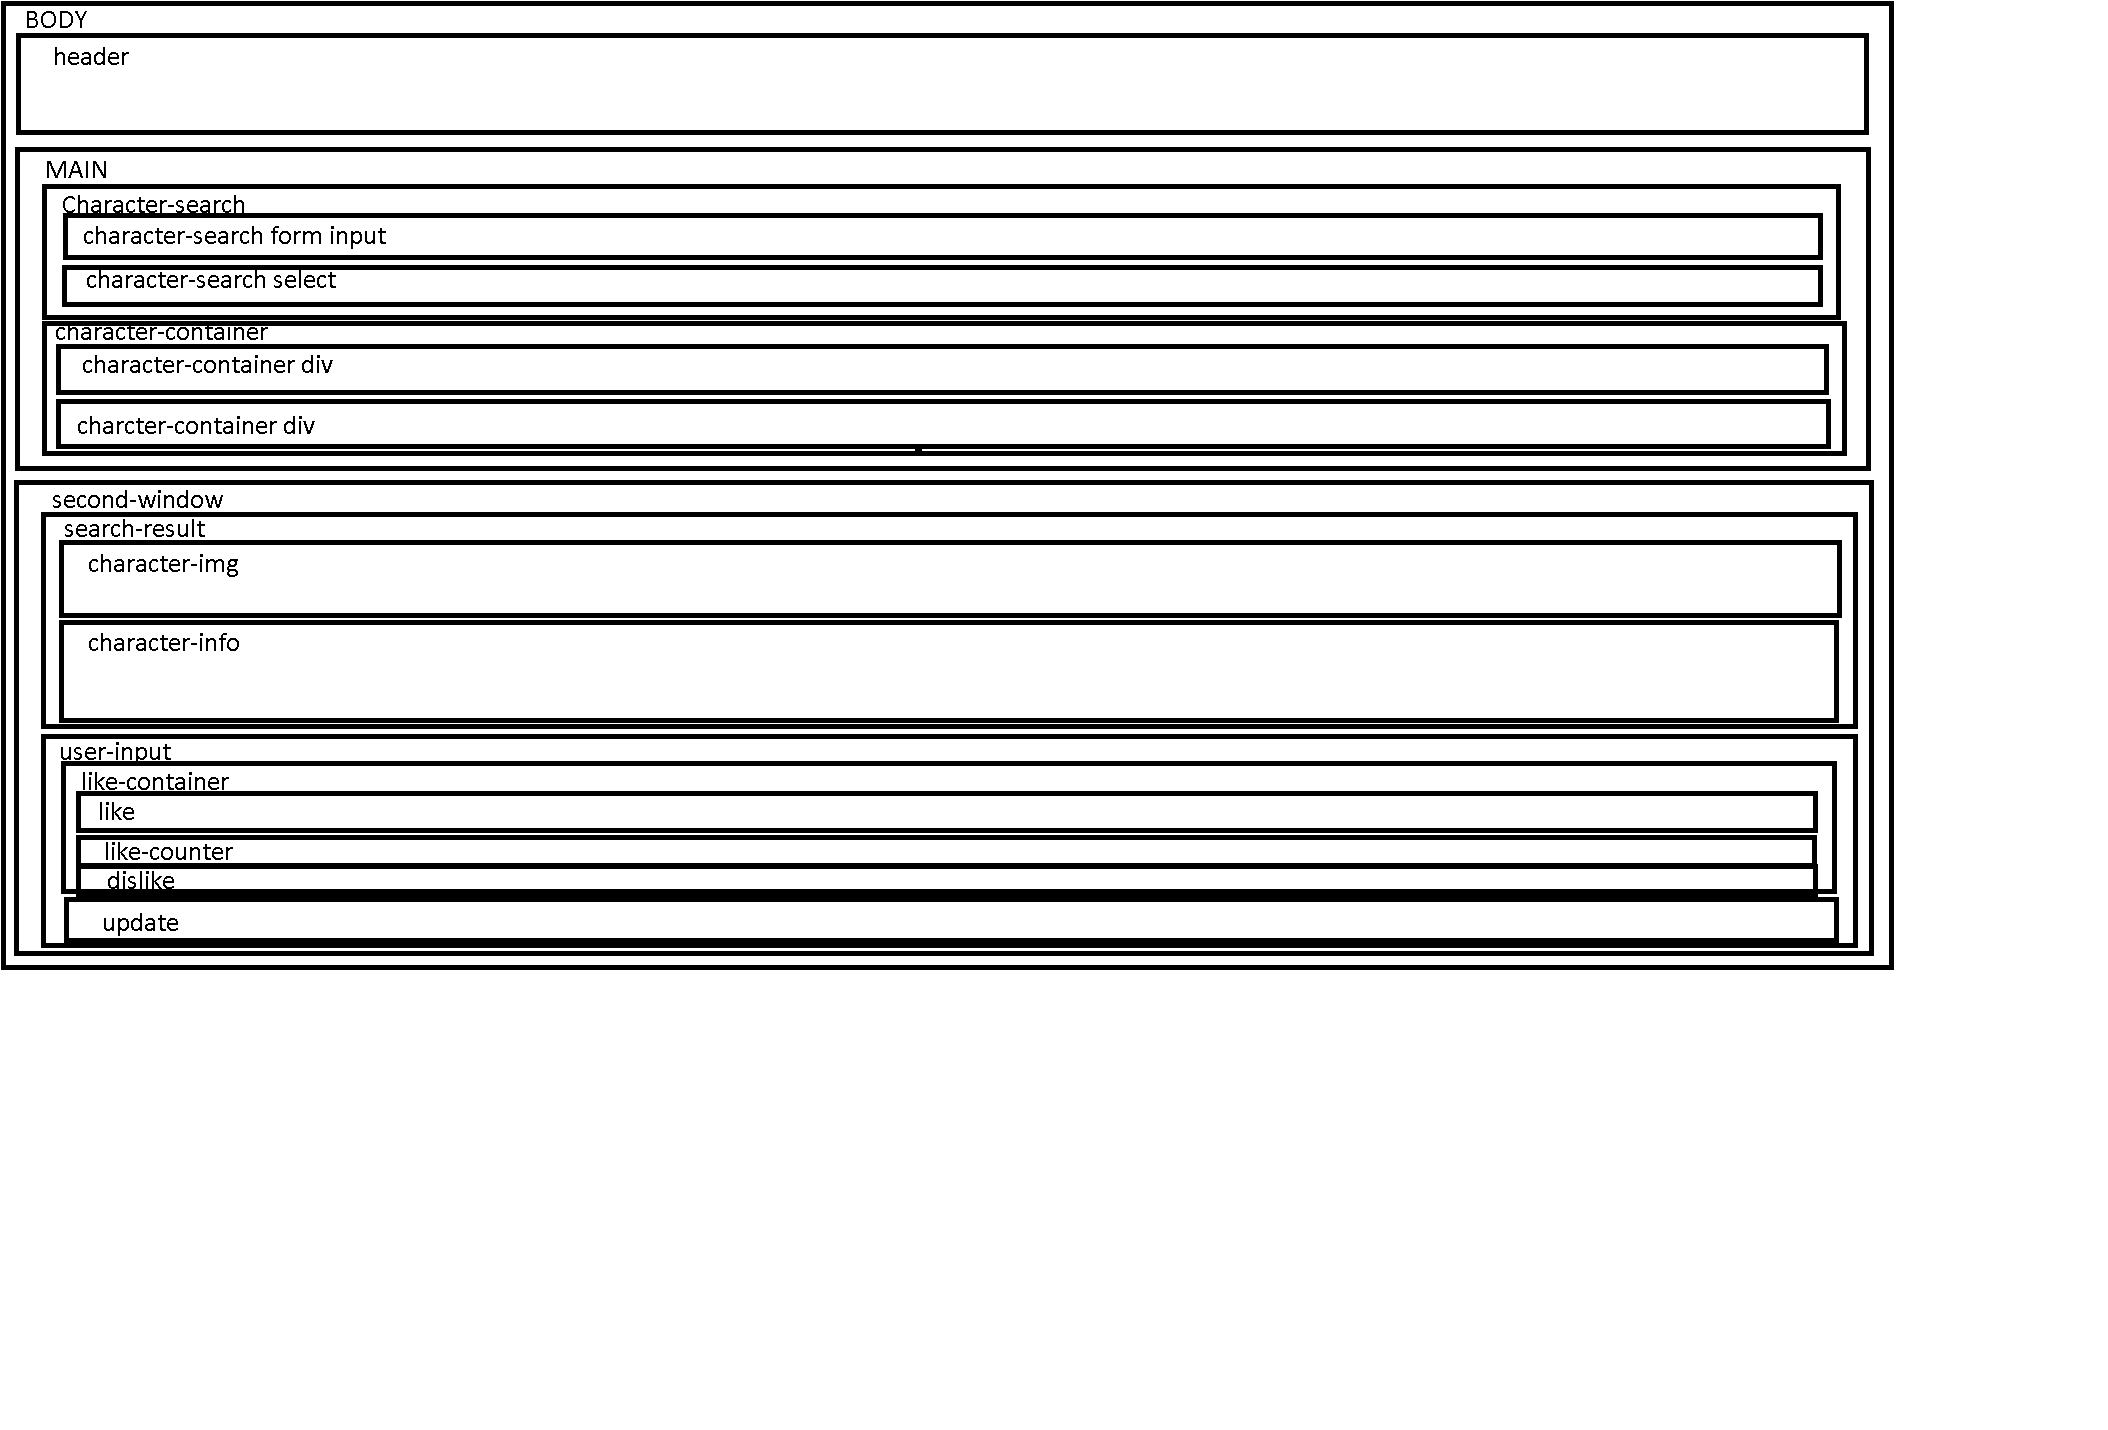 BODY
header
MAIN
Character-search
character-search form input
character-search select
character-container
character-container div
charcter-container div
second-window
search-result
character-img
character-info
user-input
like-container
like
like-counter
dislike
update